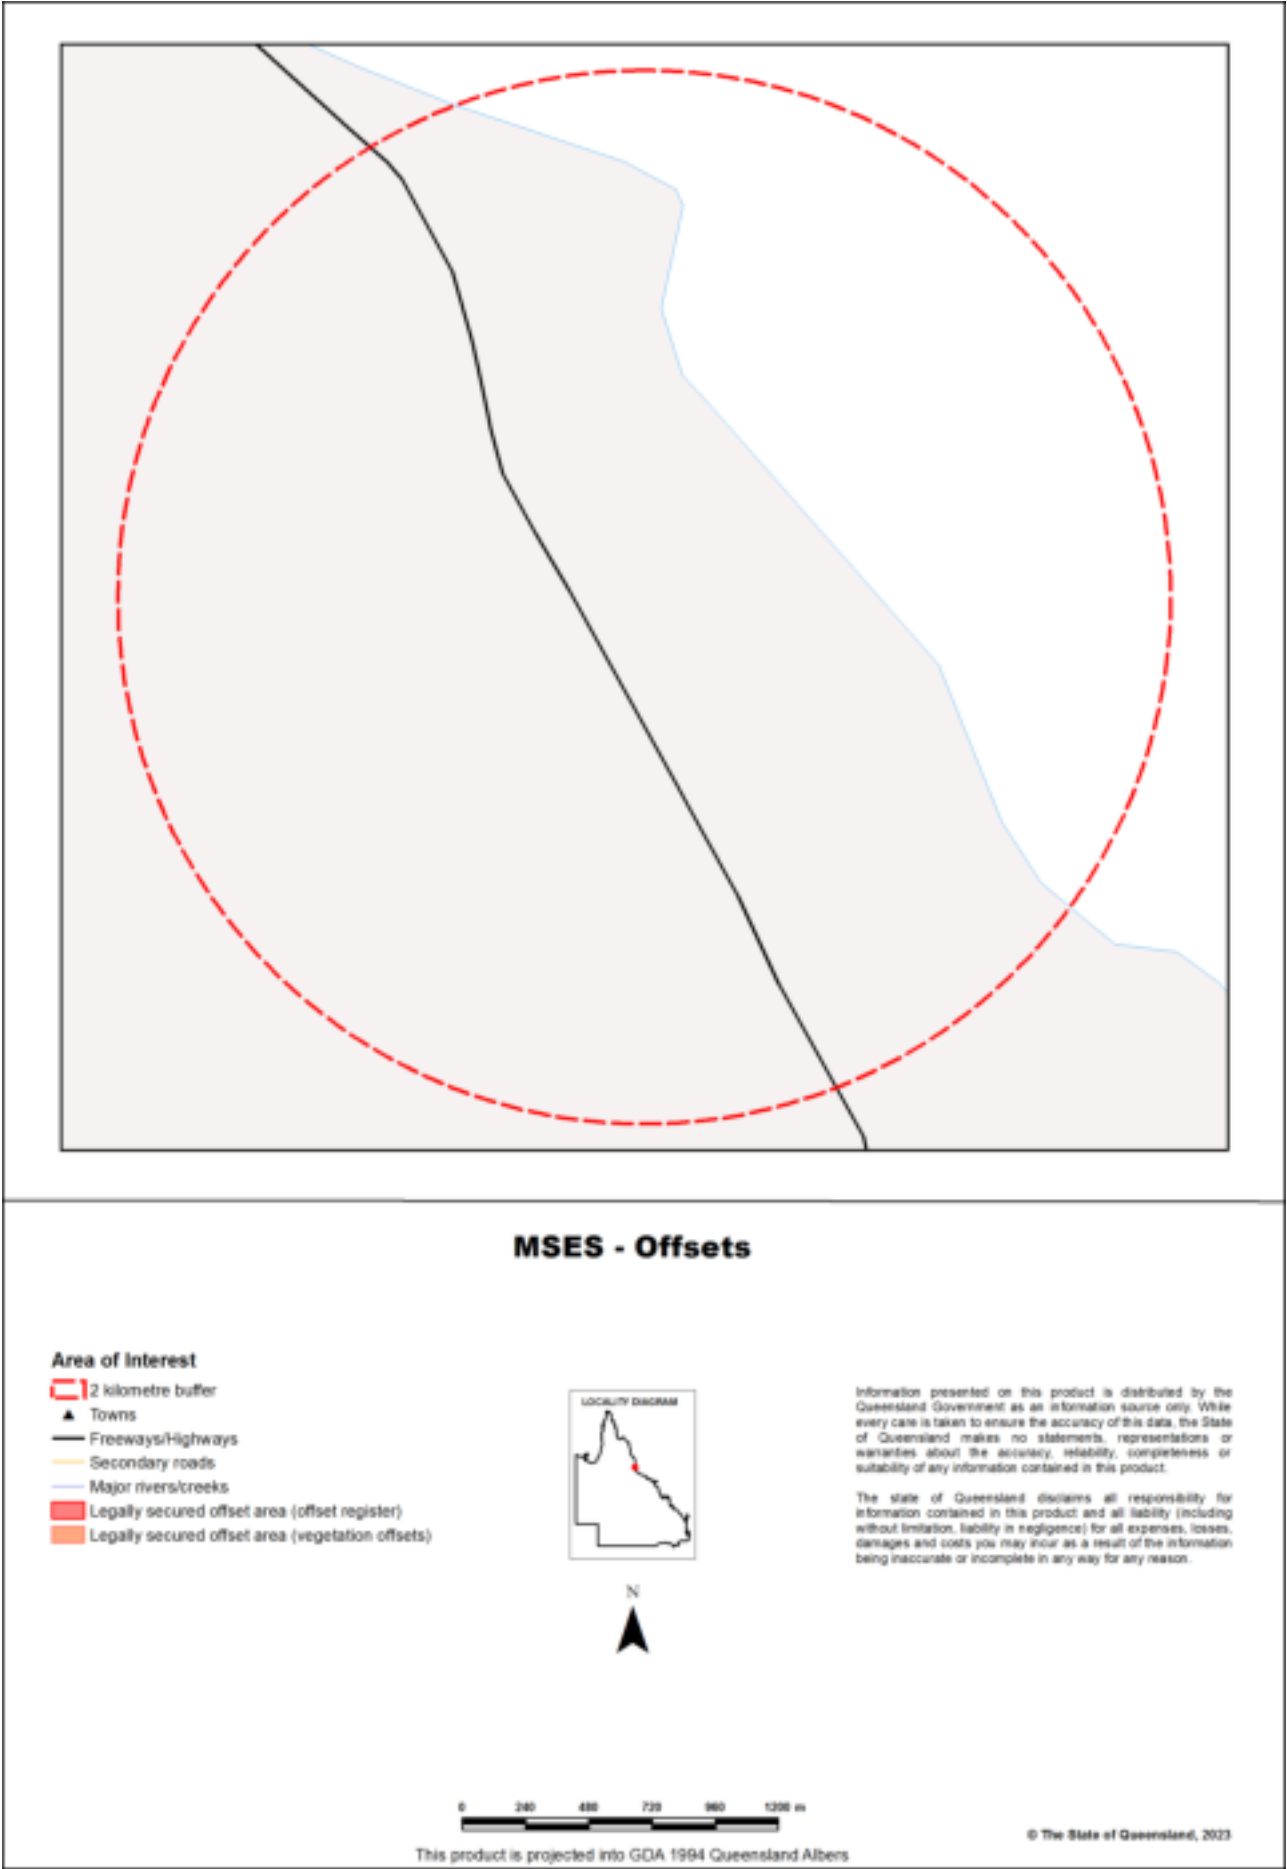 MSES - Offsets
Area of Interest
2 kilometre buffer
Towns
Freeways/Highways
Secondary roads
Major rivers/creeks
Legally secured offset area (offset register)
Legally secured offset area (vegetation offsets)
LOCALITY DIAGRAM
N
Information presented on this product is distributed by the
Queensland Government as an information source only. While
every care is taken to ensure the accuracy of this data, the State
of Queensland makes no statements, representations or
warranties about the accuracy, reliability, completeness or
suitability of any information contained in this product.
The state of Queensland disclaims all responsibility for
information contained in this product and all liability (including
without limitation, liability in negligence) for all expenses, losses,
damages and costs you may incur as a result of the information
being inaccurate or incomplete in any way for any reason.
0 240 480 720 960 1200 m
This product is projected into GDA 1994 Queensland Albers
© The State of Queensland, 2023